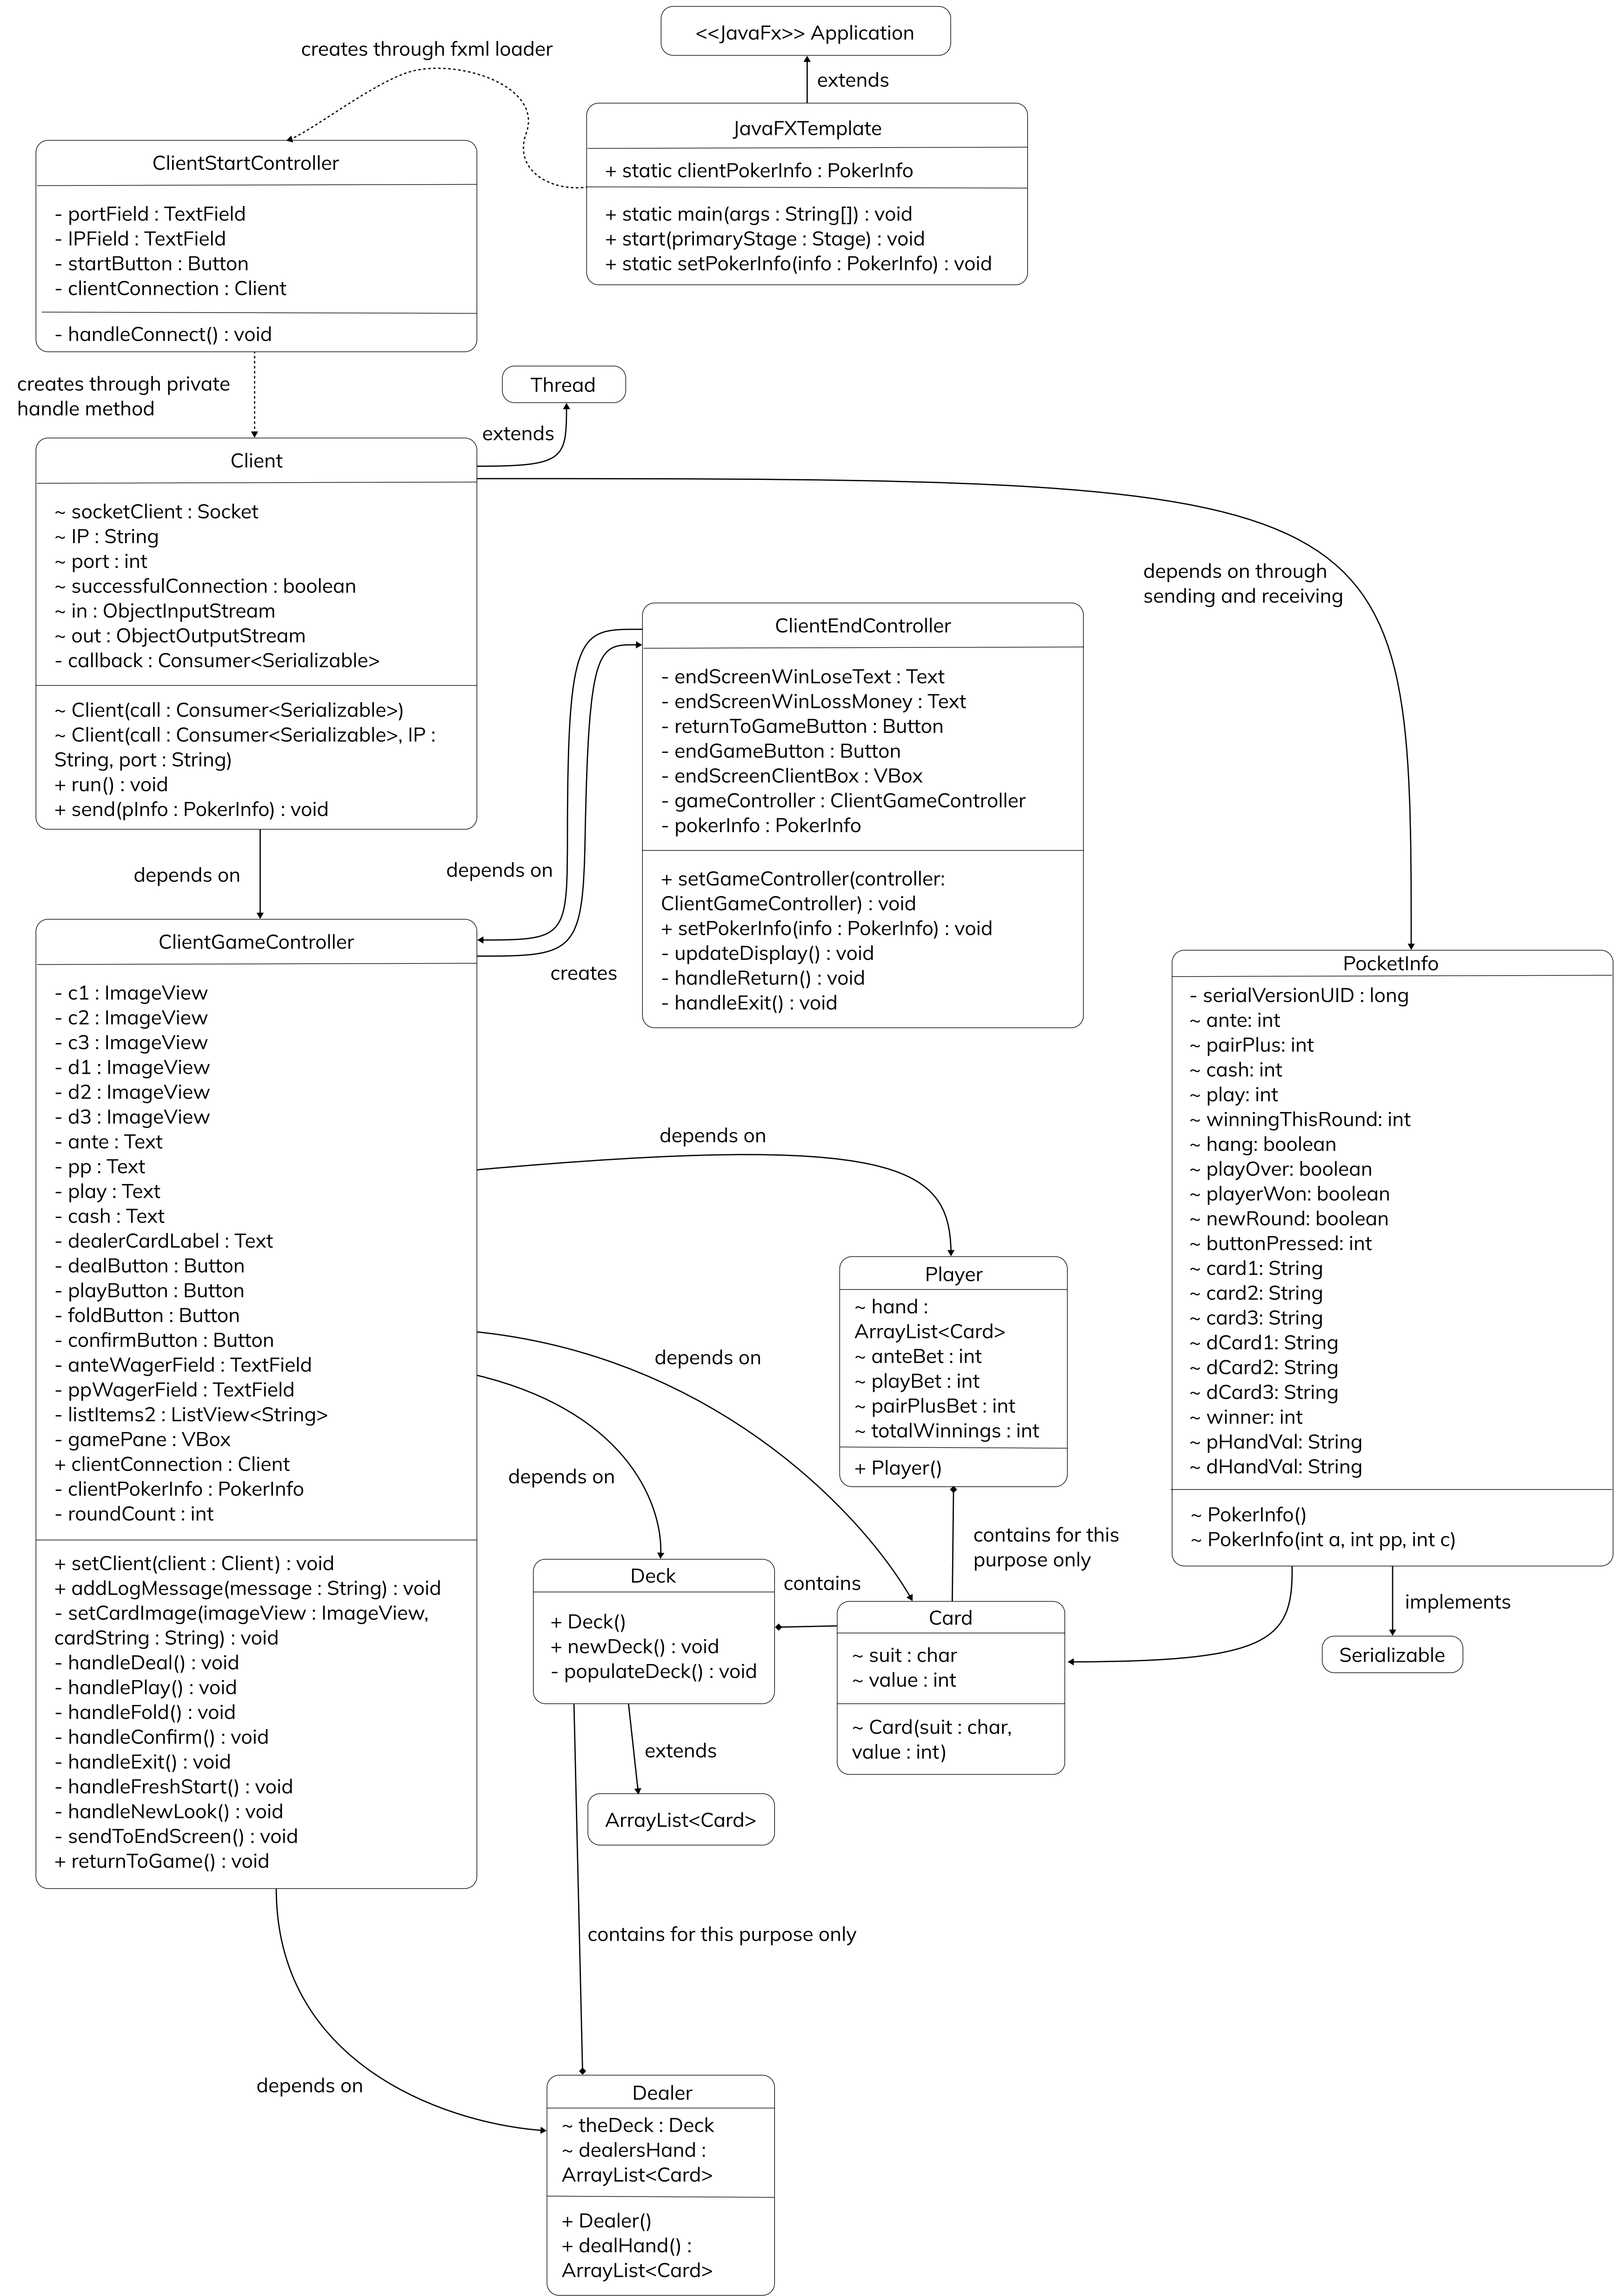 <<JavaFx>> Application
creates through fxml loader
extends
JavaFXTemplate
+ static clientPokerInfo : PokerInfo
+ static main(args : String[]) : void
+ start(primaryStage : Stage) : void
+ static setPokerInfo(info : PokerInfo) : void
ClientStartController
- portField : TextField
- IPField : TextField
- startButton : Button
- clientConnection : Client
- handleConnect() : void
creates through private
handle method
Thread
extends
Client
~ socketClient : Socket
~ IP : String
~ port : int
~ successfulConnection : boolean
~ in : ObjectInputStream
~ out : ObjectOutputStream
- callback : Consumer<Serializable>
~ Client(call : Consumer<Serializable>)
~ Client(call : Consumer<Serializable>, IP :
String, port : String)
+ run() : void
+ send(pInfo : PokerInfo) : void
depends on through
sending and receiving
ClientEndController
- endScreenWinLoseText : Text
- endScreenWinLossMoney : Text
- returnToGameButton : Button
- endGameButton : Button
- endScreenClientBox : VBox
- gameController : ClientGameController
- pokerInfo : PokerInfo
+ setGameController(controller:
ClientGameController) : void
+ setPokerInfo(info : PokerInfo) : void
- updateDisplay() : void
- handleReturn() : void
- handleExit() : void
depends on
depends on
creates
ClientGameController
- c1 : ImageView
- c2 : ImageView
- c3 : ImageView
- d1 : ImageView
- d2 : ImageView
- d3 : ImageView
- ante : Text
- pp : Text
- play : Text
- cash : Text
- dealerCardLabel : Text
- dealButton : Button
- playButton : Button
- foldButton : Button
- confirmButton : Button
- anteWagerField : TextField
- ppWagerField : TextField
- listItems2 : ListView<String>
- gamePane : VBox
+ clientConnection : Client
- clientPokerInfo : PokerInfo
- roundCount : int
+ setClient(client : Client) : void
+ addLogMessage(message : String) : void
- setCardImage(imageView : ImageView,
cardString : String) : void
- handleDeal() : void
- handlePlay() : void
- handleFold() : void
- handleConfirm() : void
- handleExit() : void
- handleFreshStart() : void
- handleNewLook() : void
- sendToEndScreen() : void
+ returnToGame() : void
PocketInfo
- serialVersionUID : long
~ ante: int
~ pairPlus: int
~ cash: int
~ play: int
~ winningThisRound: int
~ hang: boolean
~ playOver: boolean
~ playerWon: boolean
~ newRound: boolean
~ buttonPressed: int
~ card1: String
~ card2: String
~ card3: String
~ dCard1: String
~ dCard2: String
~ dCard3: String
~ winner: int
~ pHandVal: String
~ dHandVal: String
~ PokerInfo()
~ PokerInfo(int a, int pp, int c)
implements
Serializable
depends on
Player
~ hand :
ArrayList<Card>
~ anteBet : int
~ playBet : int
~ pairPlusBet : int
~ totalWinnings : int
+ Player()
depends on
depends on
contains for this
purpose only
Deck
+ Deck()
+ newDeck() : void
- populateDeck() : void
contains
Card
~ suit : char
~ value : int
~ Card(suit : char,
value : int)
extends
ArrayList<Card>
contains for this purpose only
depends on
Dealer
~ theDeck : Deck
~ dealersHand :
ArrayList<Card>
+ Dealer()
+ dealHand() :
ArrayList<Card>